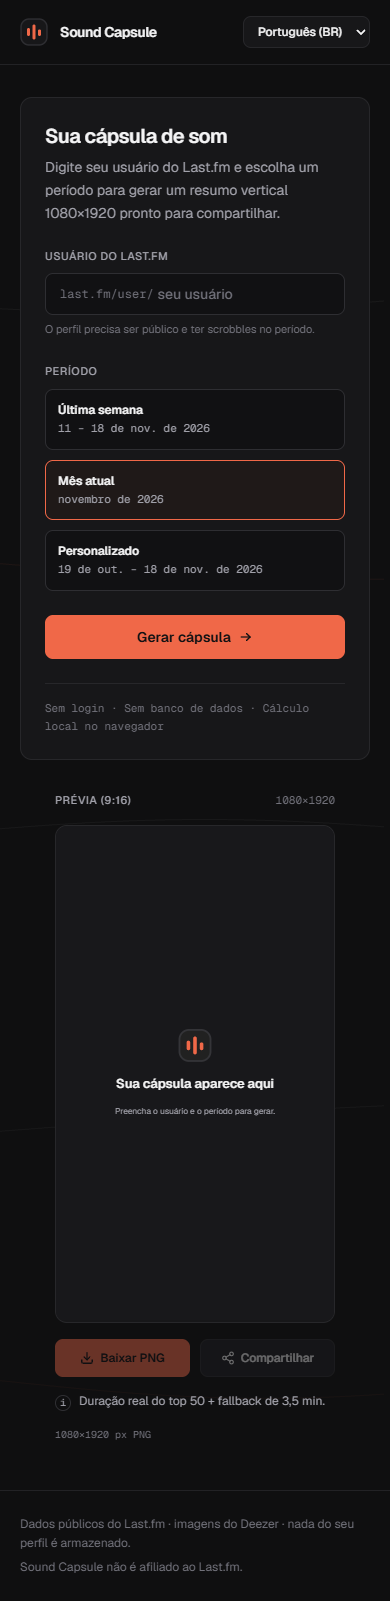 Sound Capsule
Português (BR)
Sua cápsula de som
Digite seu usuário do Last.fm e escolha um
período para gerar um resumo vertical
1080×1920 pronto para compartilhar.
USUÁRIO DO LAST.FM
last.fm/user/ seu usuário
O perfil precisa ser público e ter scrobbles no período.
PERÍODO
Última semana
11 – 18 de nov. de 2026
Mês atual
novembro de 2026
Personalizado
19 de out. – 18 de nov. de 2026
Gerar cápsula →
Sem login · Sem banco de dados · Cálculo
local no navegador
PRÉVIA (9:16)
1080×1920
Sua cápsula aparece aqui
Preencha o usuário e o período para gerar.
Baixar PNG
Compartilhar
i Duração real do top 50 + fallback de 3,5 min.
1080×1920 px PNG
Dados públicos do Last.fm · imagens do Deezer · nada do seu
perfil é armazenado.
Sound Capsule não é afiliado ao Last.fm.